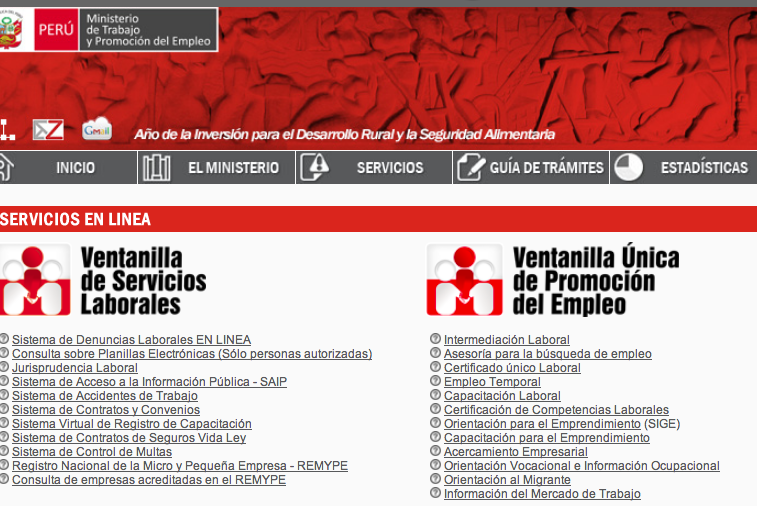 PERÚ
Ministerio
de Trabajo
y Promoción del Empleo
Gmail
Año de la Inversión para el Desarrollo Rural y la Seguridad Alimentaria
INICIO
EL MINISTERIO
SERVICIOS
GUÍA DE TRÁMITES
ESTADÍSTICAS
SERVICIOS EN LINEA
Ventanilla
de Servicios
Laborales
Sistema de Denuncias Laborales EN LINEA
Consulta sobre Planillas Electrónicas (Sólo personas autorizadas)
Jurisprudencia Laboral
Sistema de Acceso a la Información Pública - SAIP
Sistema de Accidentes de Trabajo
Sistema de Contratos y Convenios
Sistema Virtual de Registro de Capacitación
Sistema de Contratos de Seguros Vida Ley
Sistema de Control de Multas
Registro Nacional de la Micro y Pequeña Empresa - REMYPE
Consulta de empresas acreditadas en el REMYPE
Ventanilla Única
de Promoción
del Empleo
Intermediación Laboral
Asesoría para la búsqueda de empleo
Certificado único Laboral
Empleo Temporal
Capacitación Laboral
Certificación de Competencias Laborales
Orientación para el Emprendimiento (SIGE)
Capacitación para el Emprendimiento
Acercamiento Empresarial
Orientación Vocacional e Información Ocupacional
Orientación al Migrante
Información del Mercado de Trabajo